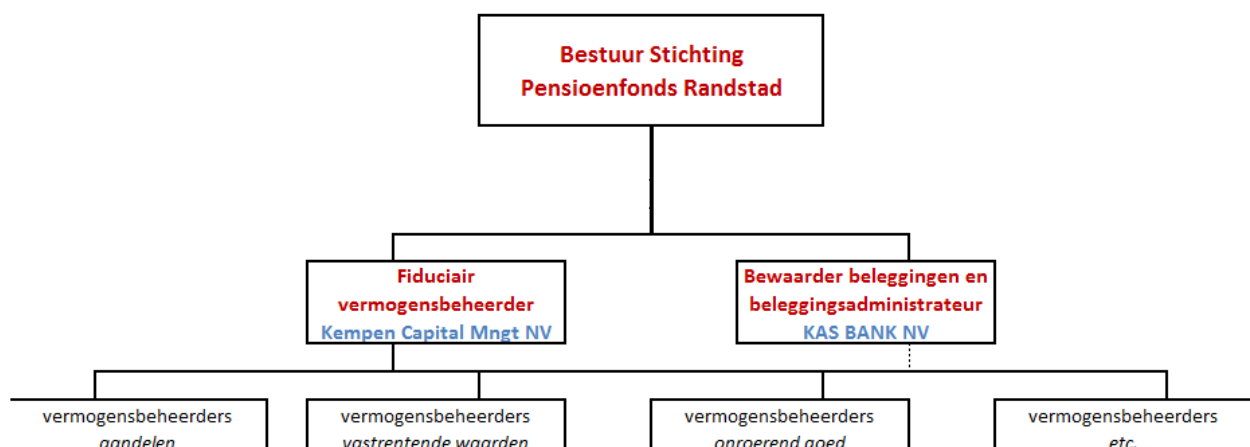 Bestuur Stichting
Pensioenfonds Randstad
Fiduciair
vermogensbeheerder
Kempen Capital Mngt NV
Bewaarder beleggingen en
beleggingsadministrateur
KAS BANK NV
vermogensbeheerders
aandelen
vermogensbeheerders
vastrentende waarden
vermogensbeheerders
onroerend goed
vermogensbeheerders
etc.